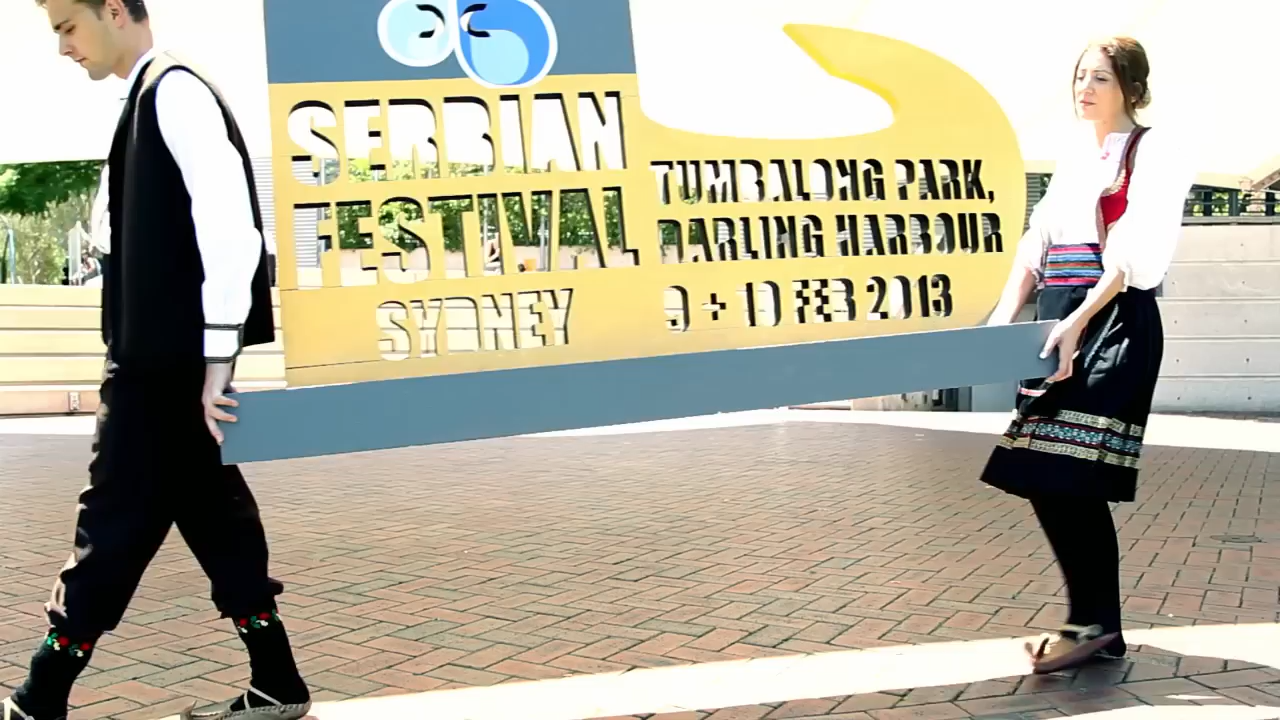 SERBIAN
FESTIVAL
SYDNEY
TUMBALONG PARK,
DARLING HARBOUR
9 + 10 FEB 2013